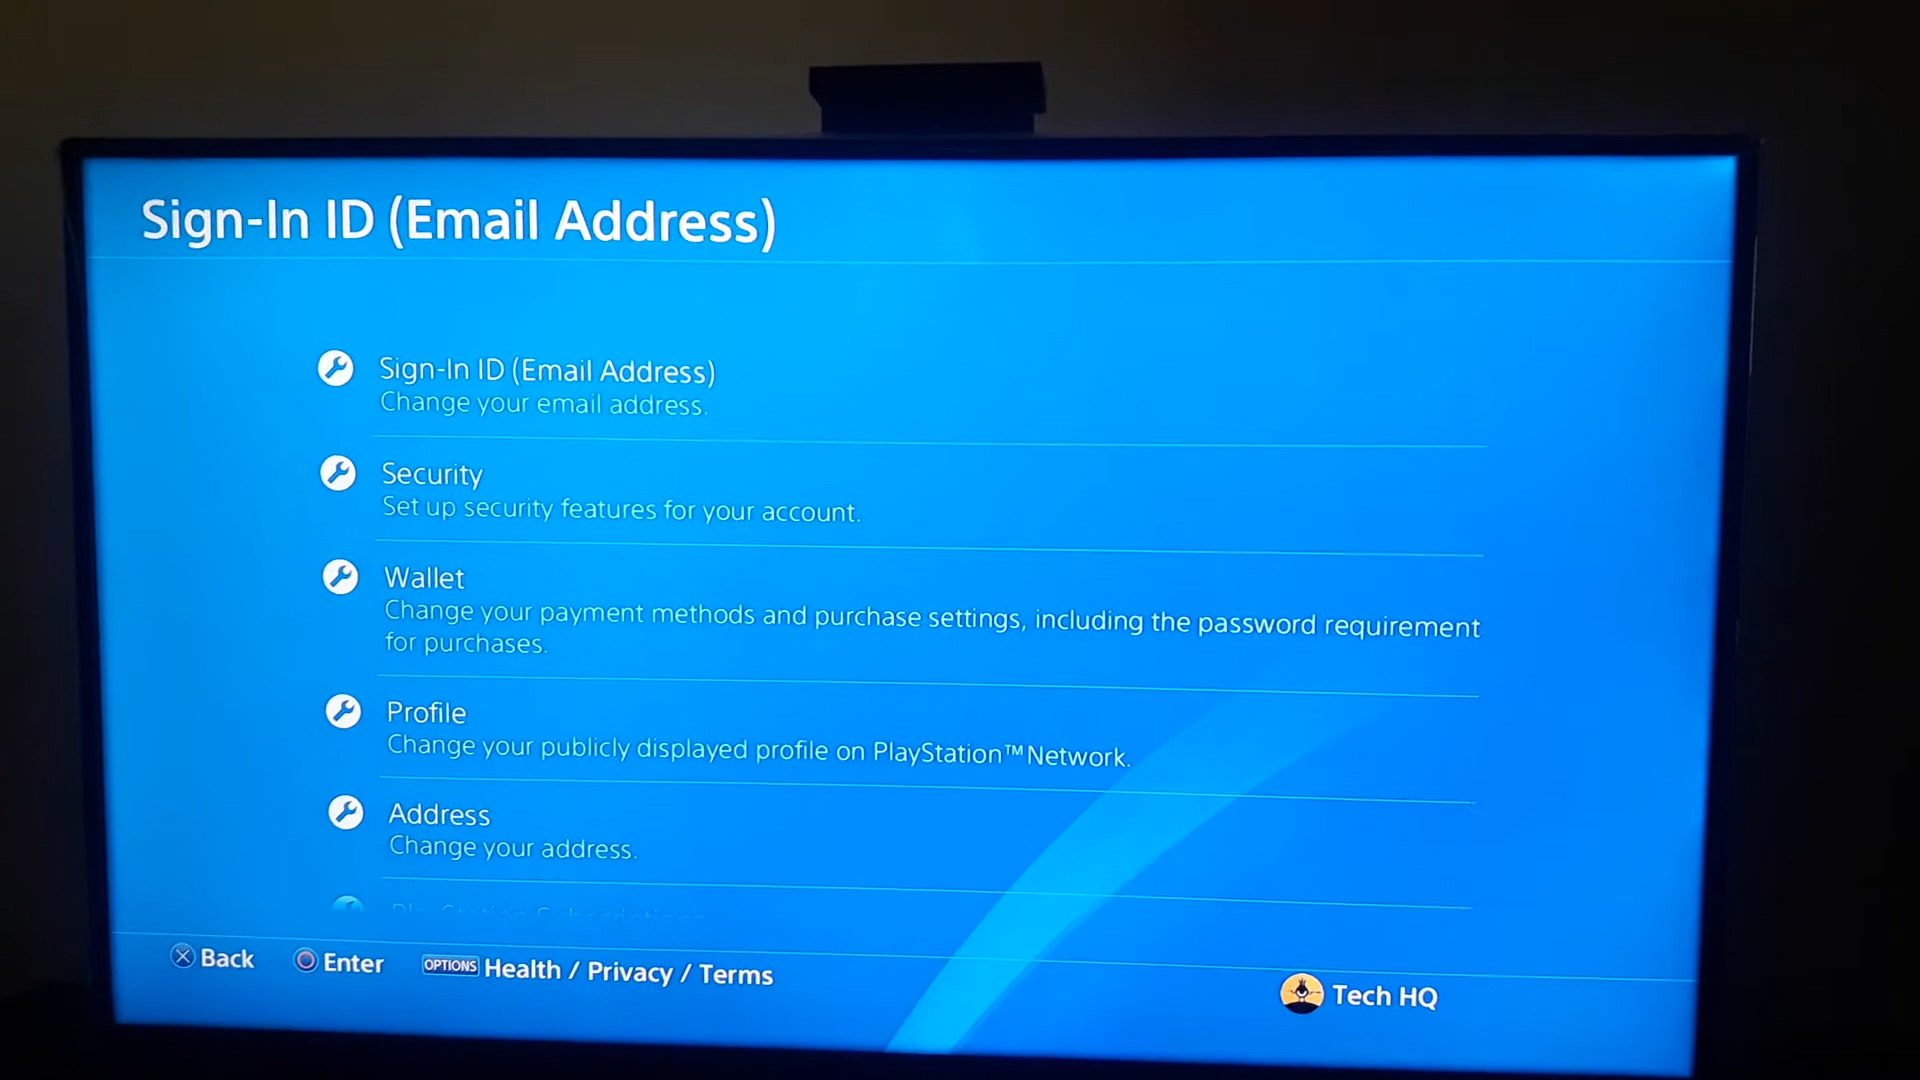 Sign-In ID (Email Address)
Sign-In ID (Email Address)
Change your email address.
Security
Set up security features for your account.
Wallet
Change your payment methods and purchase settings, including the password requirement
for purchases.
Profile
Change your publicly displayed profile on PlayStation™Network.
Address
Change your address.
PlayStation Subscriptions
Back Enter OPTIONS Health / Privacy / Terms
Tech HQ